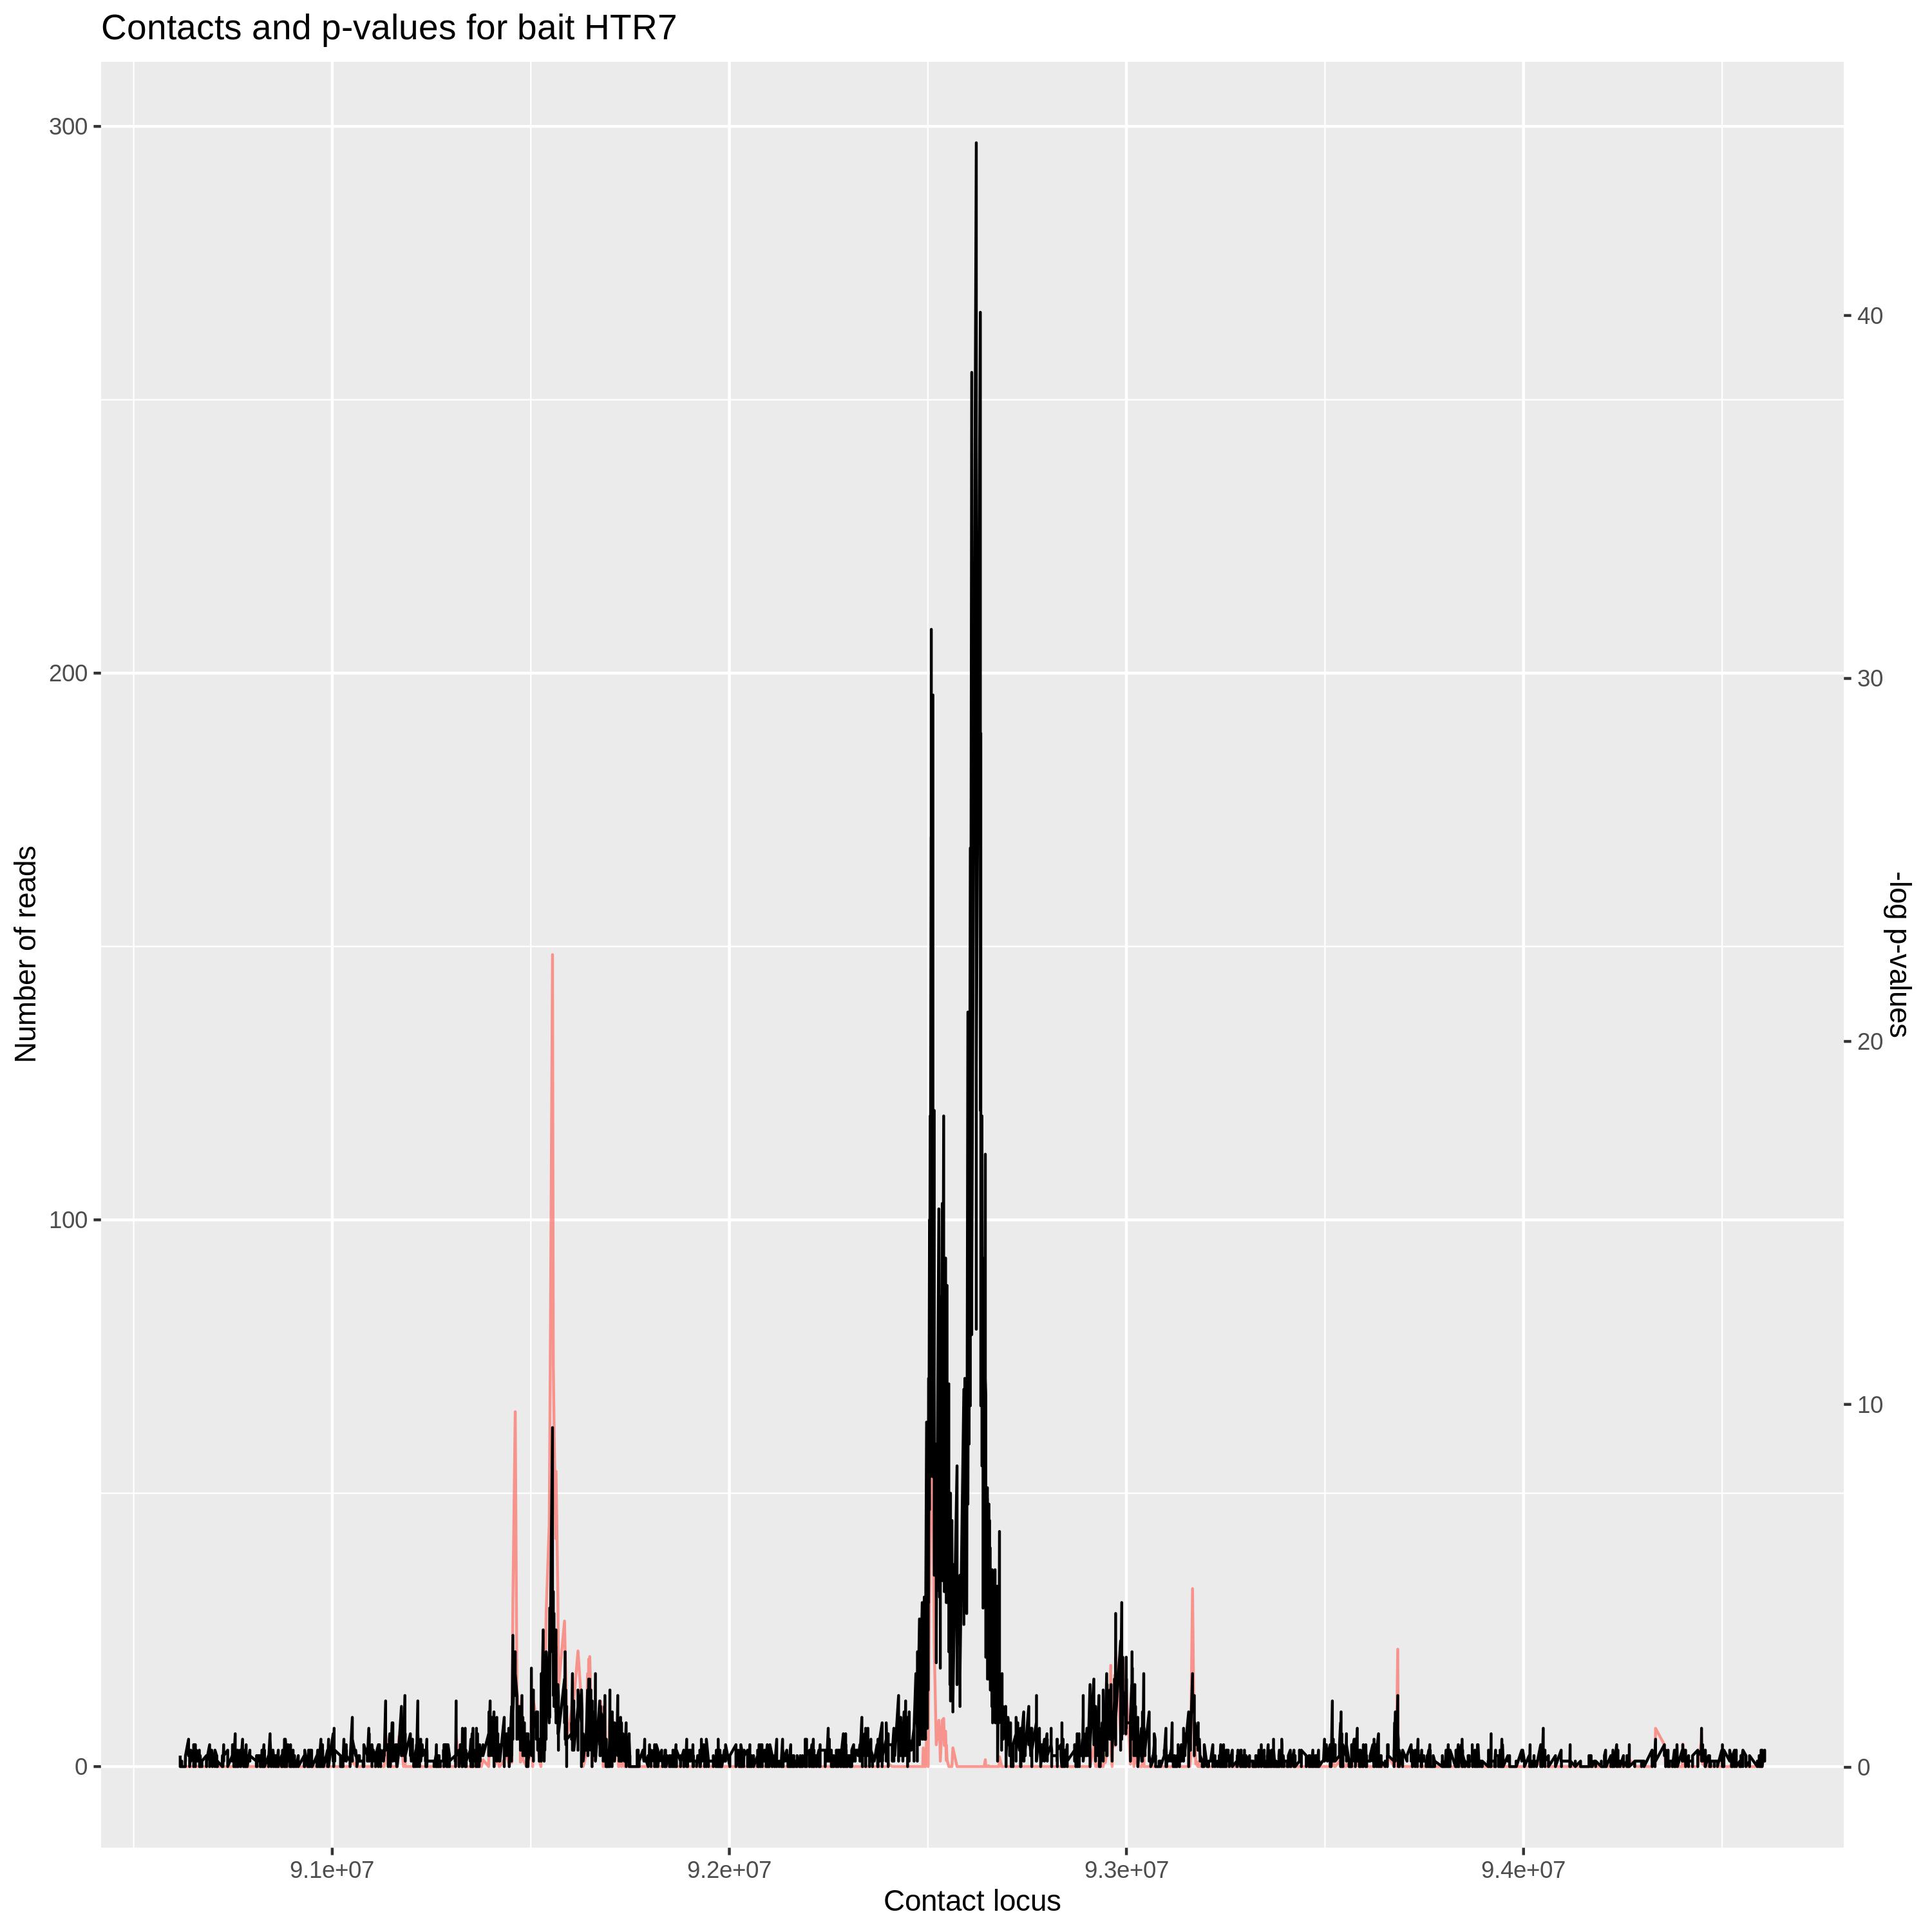 Contacts and p-values for bait HTR7
300
200
100
0
Number of reads
40
30
20
10
0
-log p-values
9.1e+07 9.2e+07 9.3e+07 9.4e+07
Contact locus